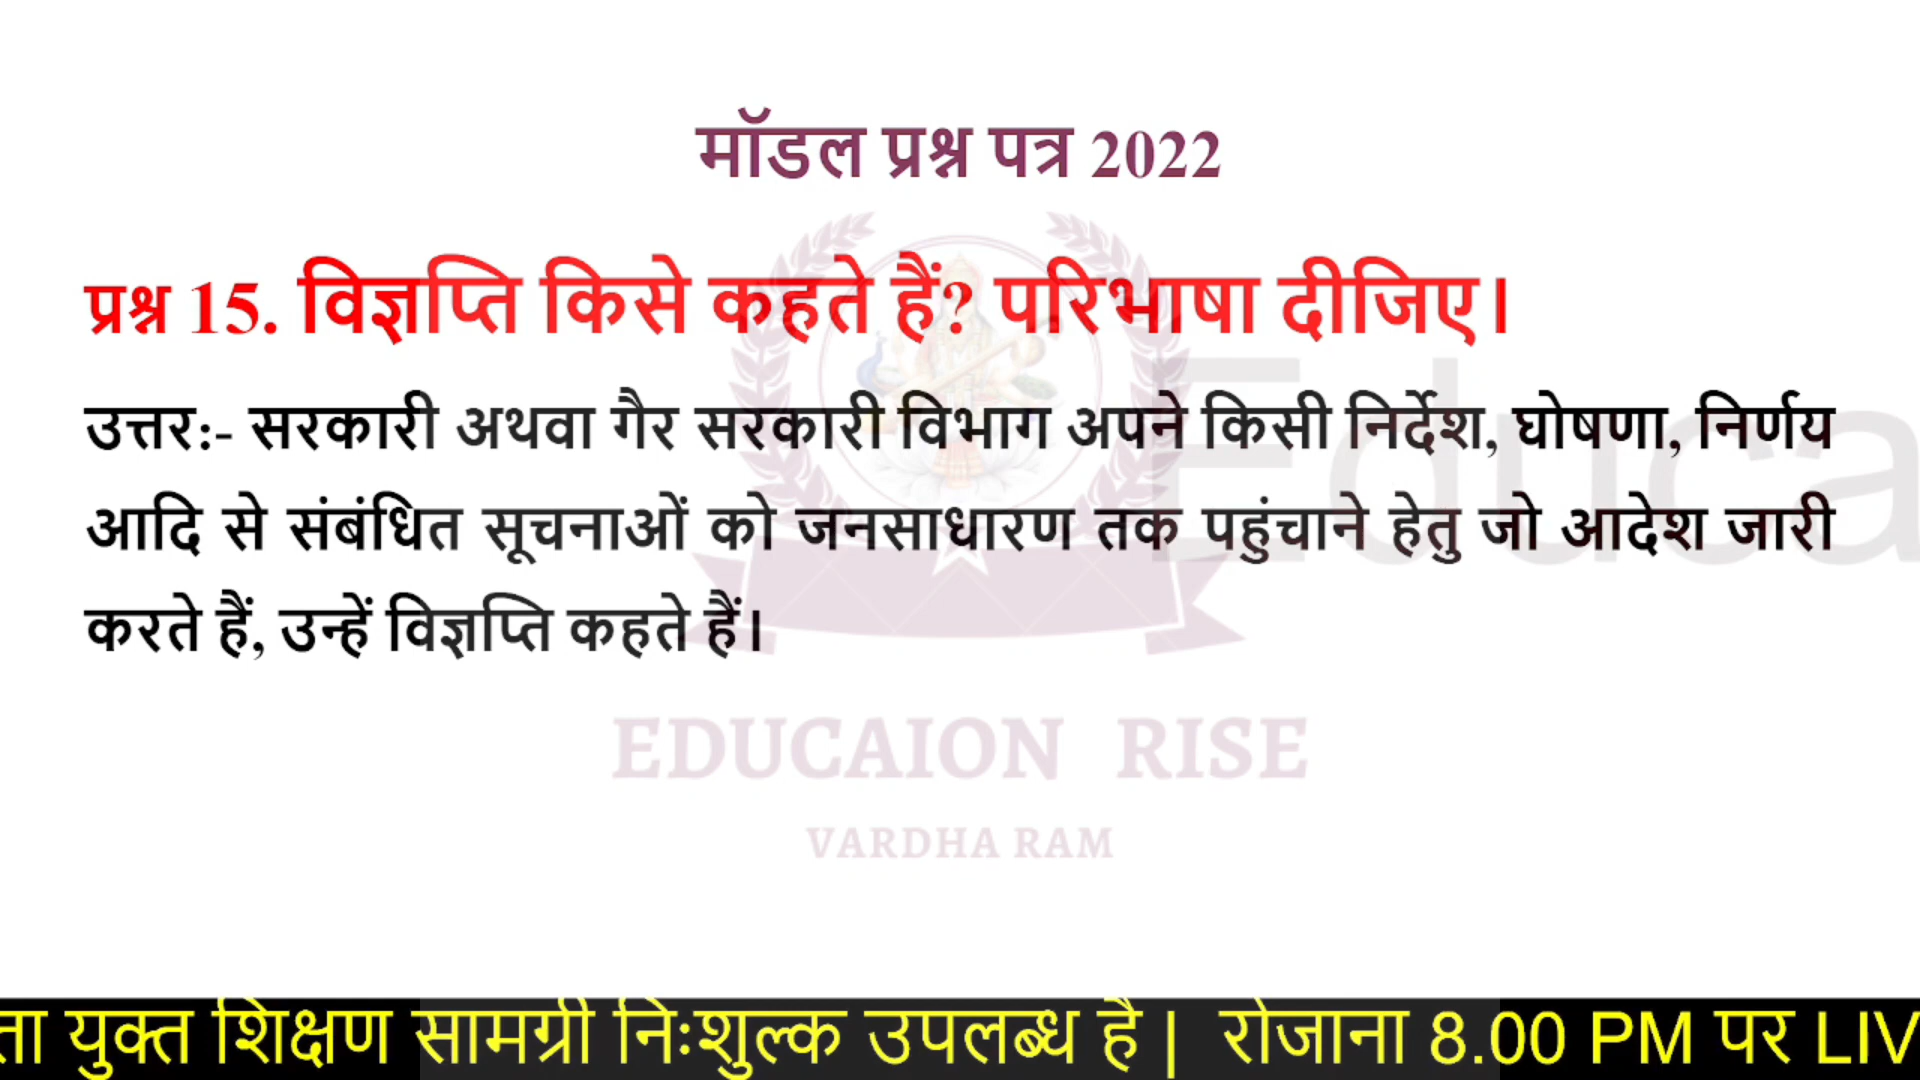 मॉडल प्रश्न पत्र 2022
प्रश्न 15. विज्ञप्ति किसे कहते हैं? परिभाषा दीजिए।
उत्तर:- सरकारी अथवा गैर सरकारी विभाग अपने किसी निर्देश, घोषणा, निर्णय
आदि से संबंधित सूचनाओं को जनसाधारण तक पहुंचाने हेतु जो आदेश जारी
करते हैं, उन्हें विज्ञप्ति कहते हैं।
Educa
EDUCAION RISE
VARDHA RAM
ता युक्त शिक्षण सामग्री निःशुल्क उपलब्ध है | रोजाना 8.00 PM पर LIV